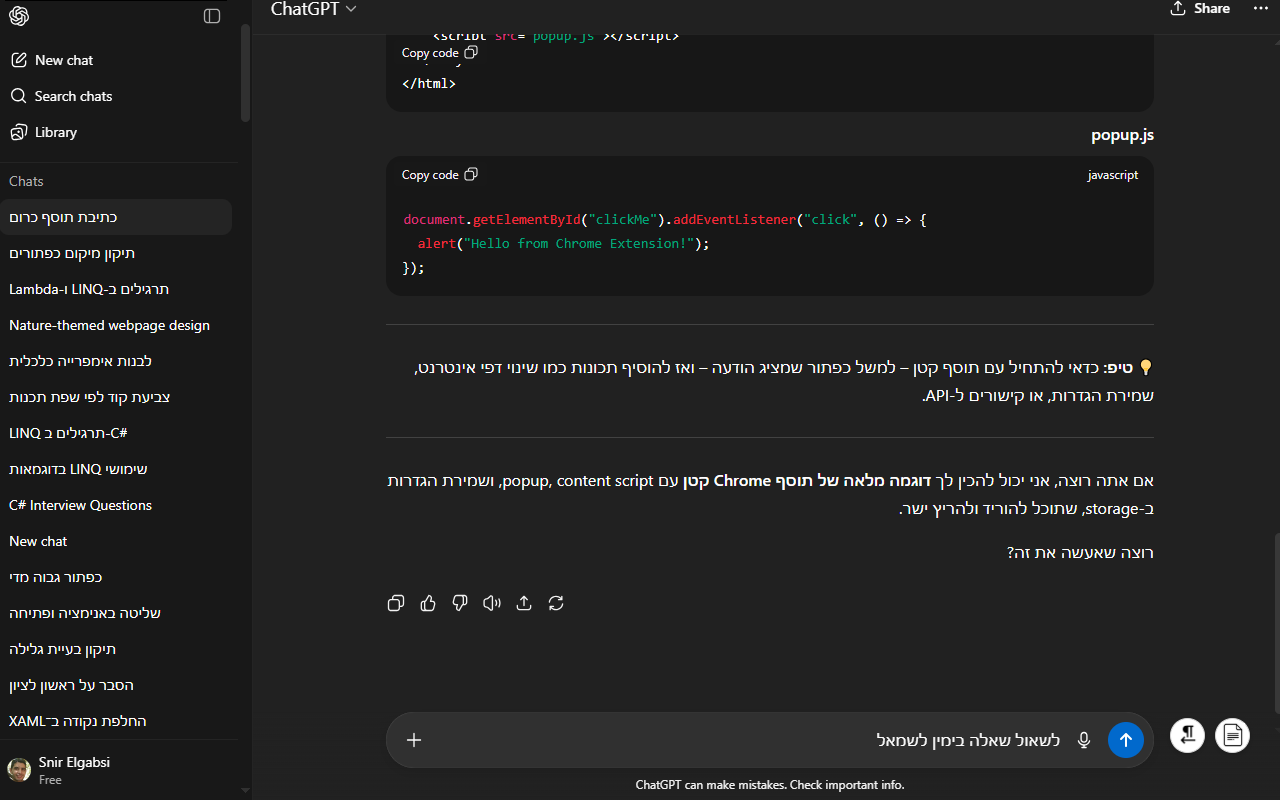 ChatGPT
Share
New chat
Search chats
Library
Chats
כתיבת תוסף כרום
תיקון מיקום כפתורים
תרגילים ב-LINQ ו-Lambda
Nature-themed webpage design
לבנות אימפרייה כלכלית
צביעת קוד לפי שפת תכנות
תרגילים ב LINQ-C#
שימושי LINQ בדוגמאות
C# Interview Questions
New chat
כפתור גבוה מדי
שליטה באנימציה ופתיחה
תיקון בעיית גלילה
הסבר על ראשון לציון
החלפת נקודה ב־XAML
Snir Elgabsi
Free
<script src="popup.js"></script>
Copy code
</html>
popup.js
Copy code
javascript
document.getElementById("clickMe").addEventListener("click", () => {
alert("Hello from Chrome Extension!");
});
💡 טיפ: כדאי להתחיל עם תוסף קטן – למשל כפתור שמציג הודעה – ואז להוסיף תכונות כמו שינוי דפי אינטרנט,
שמירת הגדרות, או קישורים ל-API.
אם אתה רוצה, אני יכול להכין לך דוגמה מלאה של תוסף Chrome קטן עם popup, content script, ושמירת הגדרות
ב-storage, שתוכל להוריד ולהריץ ישר.
רוצה שאעשה את זה?
לשאול שאלה בימין לשמאל
ChatGPT can make mistakes. Check important info.